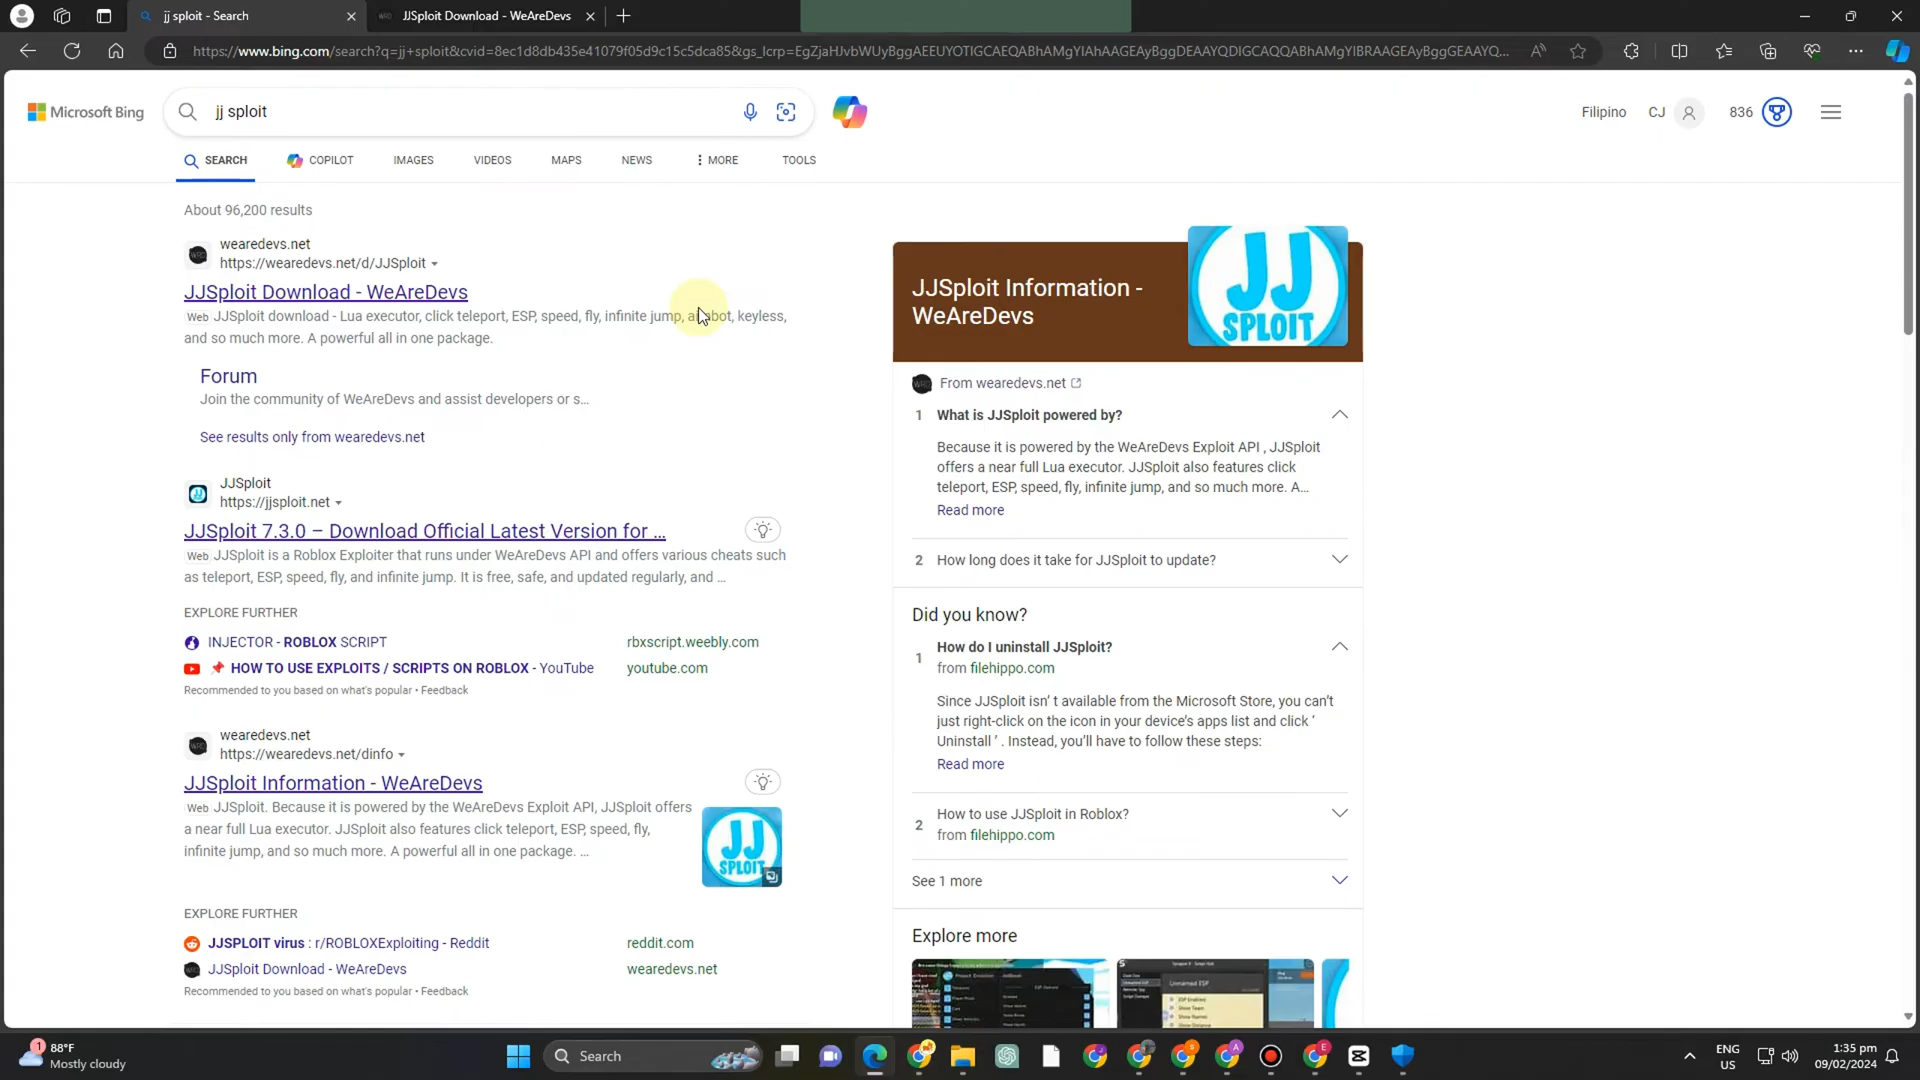 jj sploit - Search
JJSploit Download - WeAreDevs
https://www.bing.com/search?q=jj+sploit&cvid=8ec1d8db435e41079f05d9c15c5dca85&gs_lcrp=EgZjaHJvbWUyBggAEEUYOTIGCAEQABhAMgYIAhAAGEAyBggDEAAYQDIGCAQQABhAMgYIBRAAGEAyBggGEAAYQ...
Microsoft Bing
jj sploit
Filipino
CJ
836
SEARCH
COPILOT
IMAGES
VIDEOS
MAPS
NEWS
MORE
TOOLS
About 96,200 results
wearedevs.net
https://wearedevs.net/d/JJSploit
JJSploit Download - WeAreDevs
Web JJSploit download - Lua executor, click teleport, ESP, speed, fly, infinite jump, aimbot, keyless,
and so much more. A powerful all in one package.
Forum
Join the community of WeAreDevs and assist developers or s...
See results only from wearedevs.net
JJSploit
https://jjsploit.net
JJSploit 7.3.0 – Download Official Latest Version for ...
Web JJSploit is a Roblox Exploiter that runs under WeAreDevs API and offers various cheats such
as teleport, ESP, speed, fly, and infinite jump. It is free, safe, and updated regularly, and ...
EXPLORE FURTHER
INJECTOR - ROBLOX SCRIPT
rbxscript.weebly.com
HOW TO USE EXPLOITS / SCRIPTS ON ROBLOX - YouTube
youtube.com
Recommended to you based on what's popular • Feedback
wearedevs.net
https://wearedevs.net/dinfo
JJSploit Information - WeAreDevs
Web JJSploit. Because it is powered by the WeAreDevs Exploit API, JJSploit offers
a near full Lua executor. JJSploit also features click teleport, ESP, speed, fly,
infinite jump, and so much more. A powerful all in one package. ...
JJ
SPLOIT
EXPLORE FURTHER
JJSPLOIT virus : r/ROBLOXExploiting - Reddit
reddit.com
JJSploit Download - WeAreDevs
wearedevs.net
Recommended to you based on what's popular • Feedback
JJSploit Information -
WeAreDevs
JJ
SPLOIT
From wearedevs.net
1 What is JJSploit powered by?
Because it is powered by the WeAreDevs Exploit API , JJSploit
offers a near full Lua executor. JJSploit also features click
teleport, ESP, speed, fly, infinite jump, and so much more. A...
Read more
2 How long does it take for JJSploit to update?
Did you know?
1 How do I uninstall JJSploit?
from filehippo.com
Since JJSploit isn' t available from the Microsoft Store, you can't
just right-click on the icon in your device's apps list and click '
Uninstall ' . Instead, you'll have to follow these steps:
Read more
2 How to use JJSploit in Roblox?
from filehippo.com
See 1 more
Explore more
Unnamed ESP
1
88°F
Mostly cloudy
Search
ENG
US
1:35 pm
09/02/2024